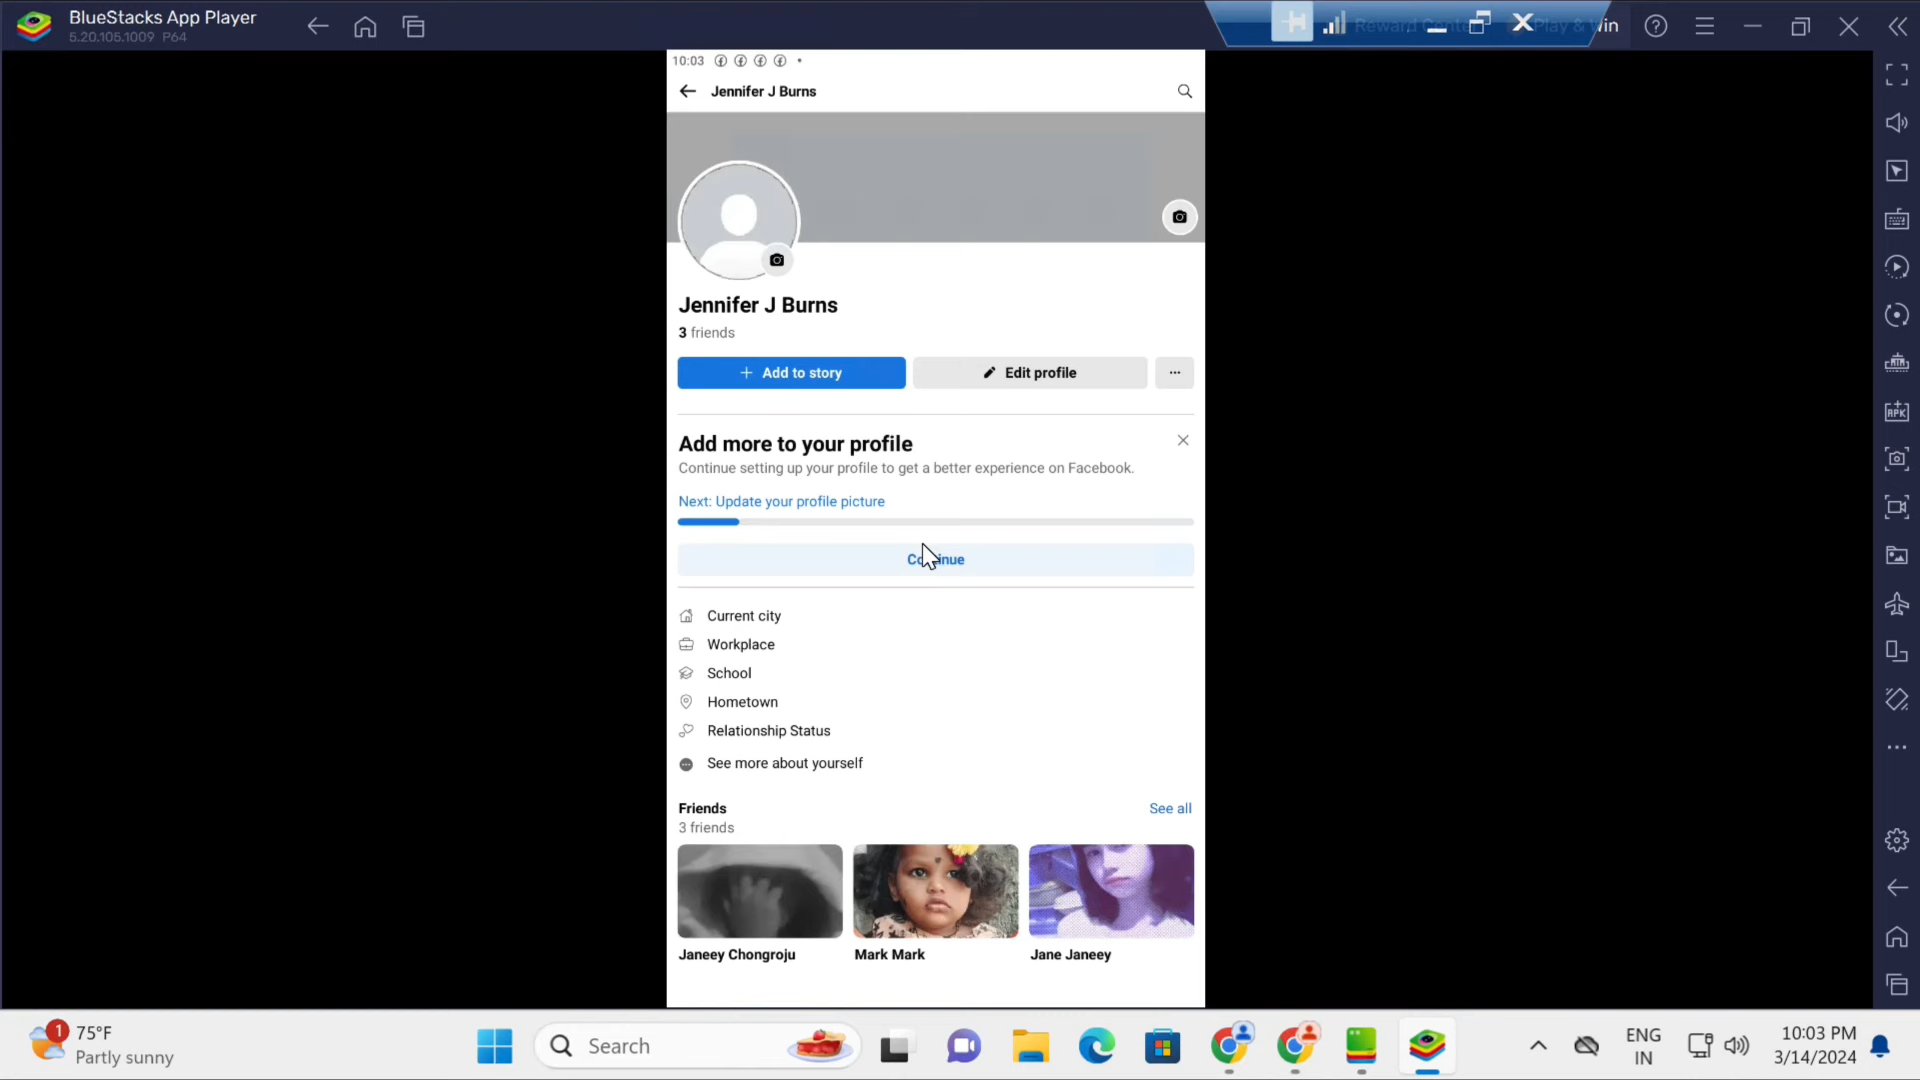 BlueStacks App Player
5.20.105.1009 P64
Win
10:03
Jennifer J Burns
Jennifer J Burns
3 friends
+ Add to story
Edit profile
Add more to your profile
Continue setting up your profile to get a better experience on Facebook.
Next: Update your profile picture
Continue
Current city
Workplace
School
Hometown
Relationship Status
See more about yourself
Friends
See all
3 friends
Janeey Chongroju
Mark Mark
Jane Janeey
1
75°F
Partly sunny
Search
ENG
IN
10:03 PM
3/14/2024